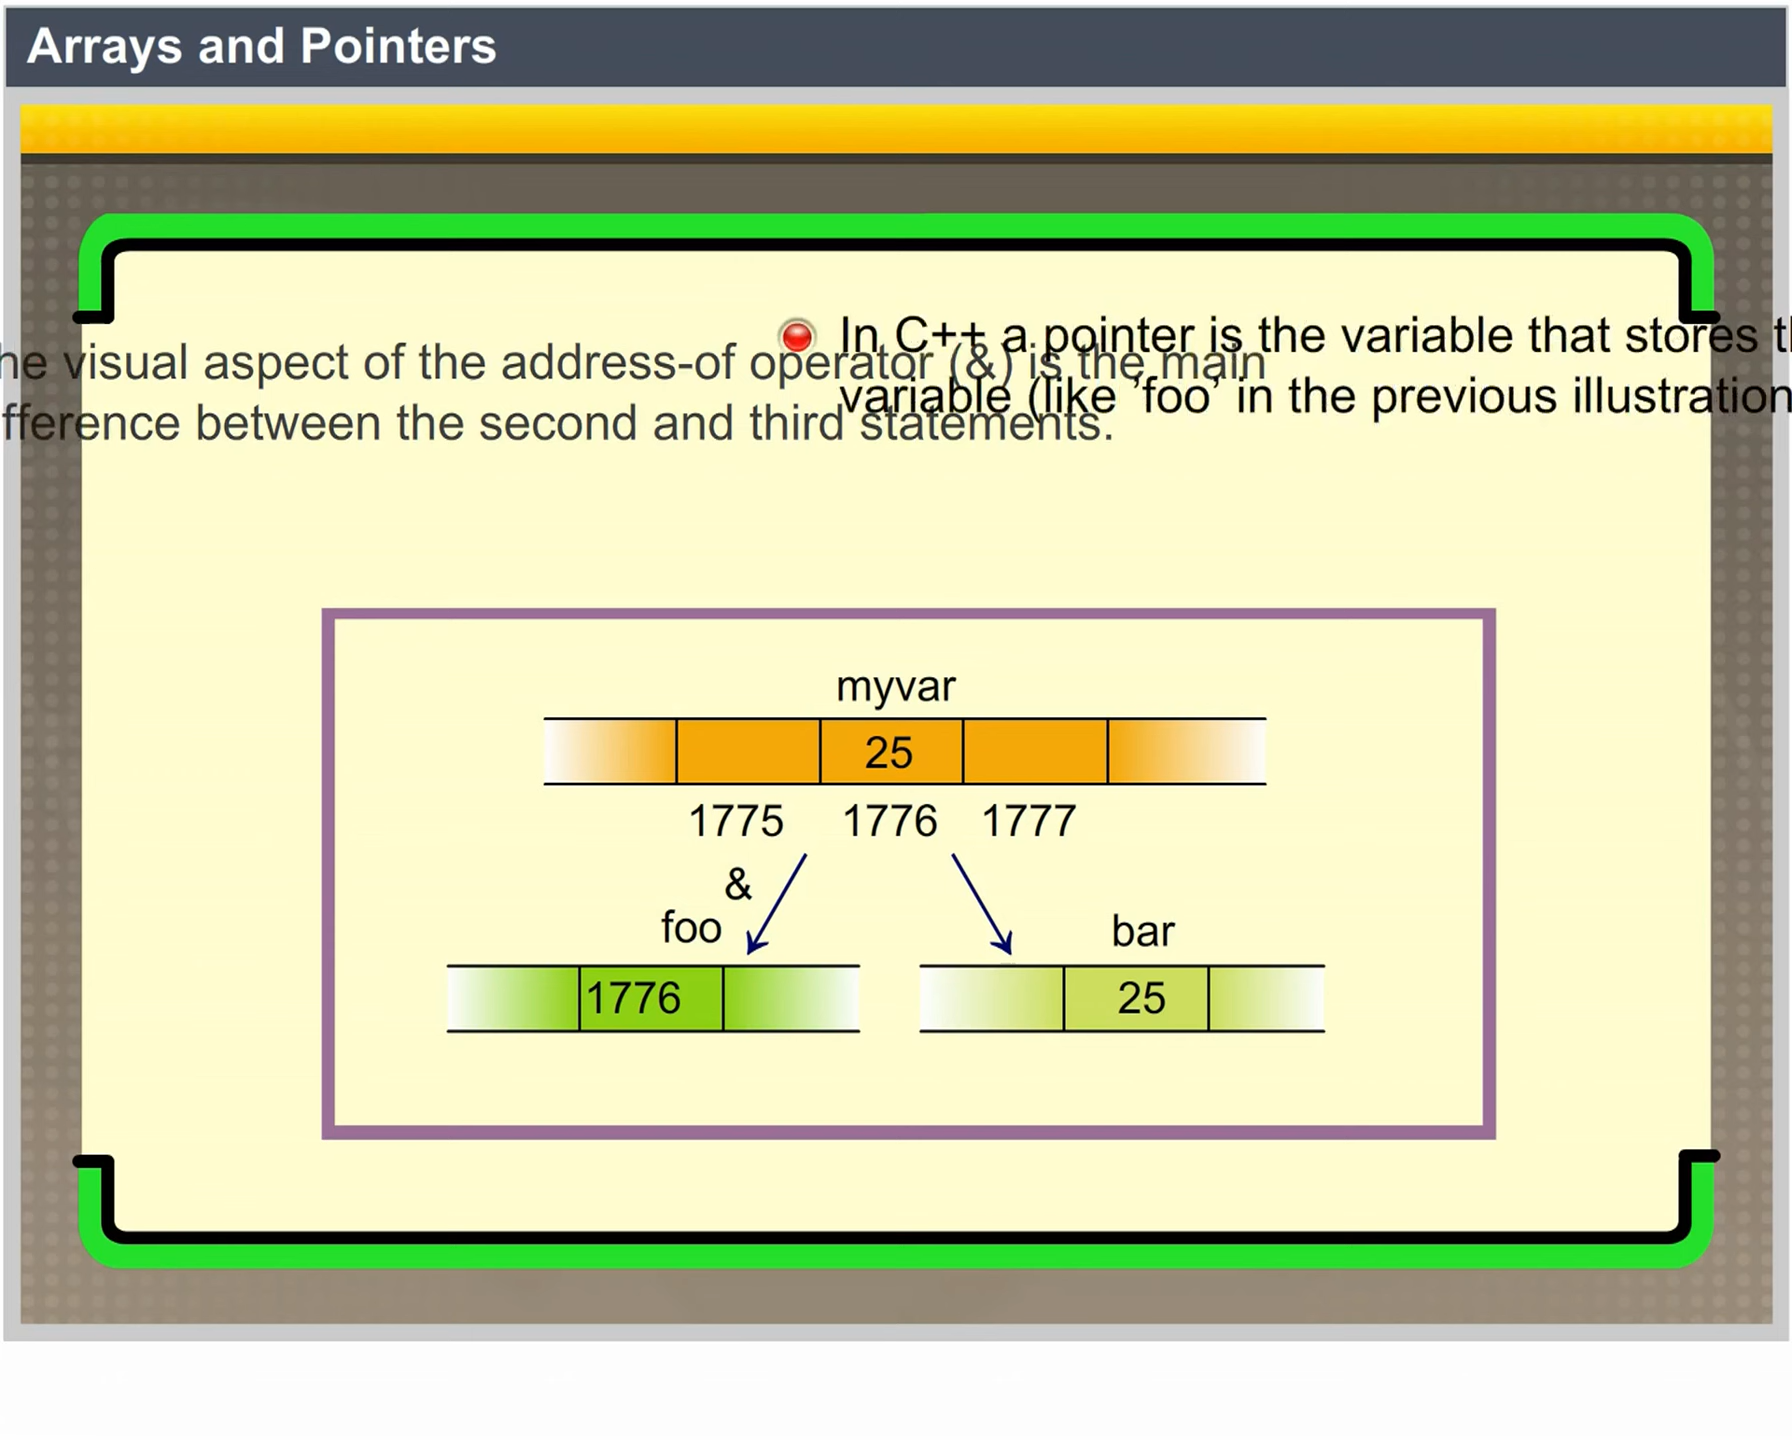 Arrays and Pointers
In C++ a pointer is the variable that stores
variable (like 'foo' in the previous illustration
visual aspect of the address-of operator (&) is the main
between the second and third statements.
myvar
25
1775 1776 1777
&
foo
bar
1776
25